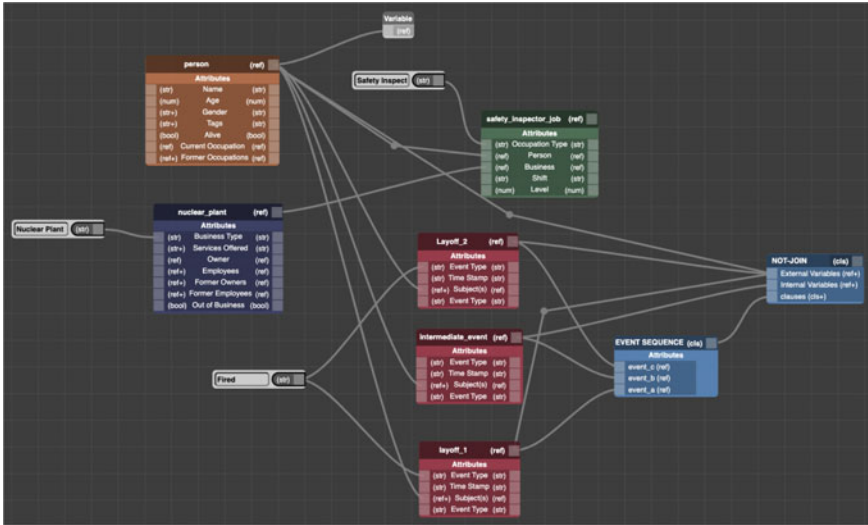 Variable
(ref)
person (ref)
Attributes
(str) Name (str)
(num) Age (num)
(str+) Gender (str)
(str+) Tags (str)
(bool) Alive (bool)
(ref) Current Occupation (ref)
(ref+) Former Occupations (ref)
Safety Inspect (str)
safety_inspector_job (ref)
Attributes
(str) Occupation Type (str)
(ref) Person (ref)
(ref) Business (ref)
(str) Shift (str)
(num) Level (num)
Nuclear Plant (str)
nuclear_plant (ref)
Attributes
(str) Business Type (str)
(str+) Services Offered (str)
(ref) Owner (ref)
(ref+) Employees (ref)
(ref+) Former Owners (ref)
(ref+) Former Employees (ref)
(bool) Out of Business (bool)
Layoff_2 (ref)
Attributes
(str) Event Type (str)
(str) Time Stamp (str)
(ref+) Subject(s) (ref)
(str) Event Type (str)
NOT-JOIN (cls)
External Variables (ref+)
Internal Variables (ref+)
clauses (cls+)
intermediate_event (ref)
Attributes
(str) Event Type (str)
(str) Time Stamp (str)
(ref+) Subject(s) (ref)
(str) Event Type (str)
EVENT SEQUENCE (cls)
Attributes
event_c (ref)
event_b (ref)
event_a (ref)
Fired (str)
layoff_1 (ref)
Attributes
(str) Event Type (str)
(str) Time Stamp (str)
(ref+) Subject(s) (ref)
(str) Event Type (str)